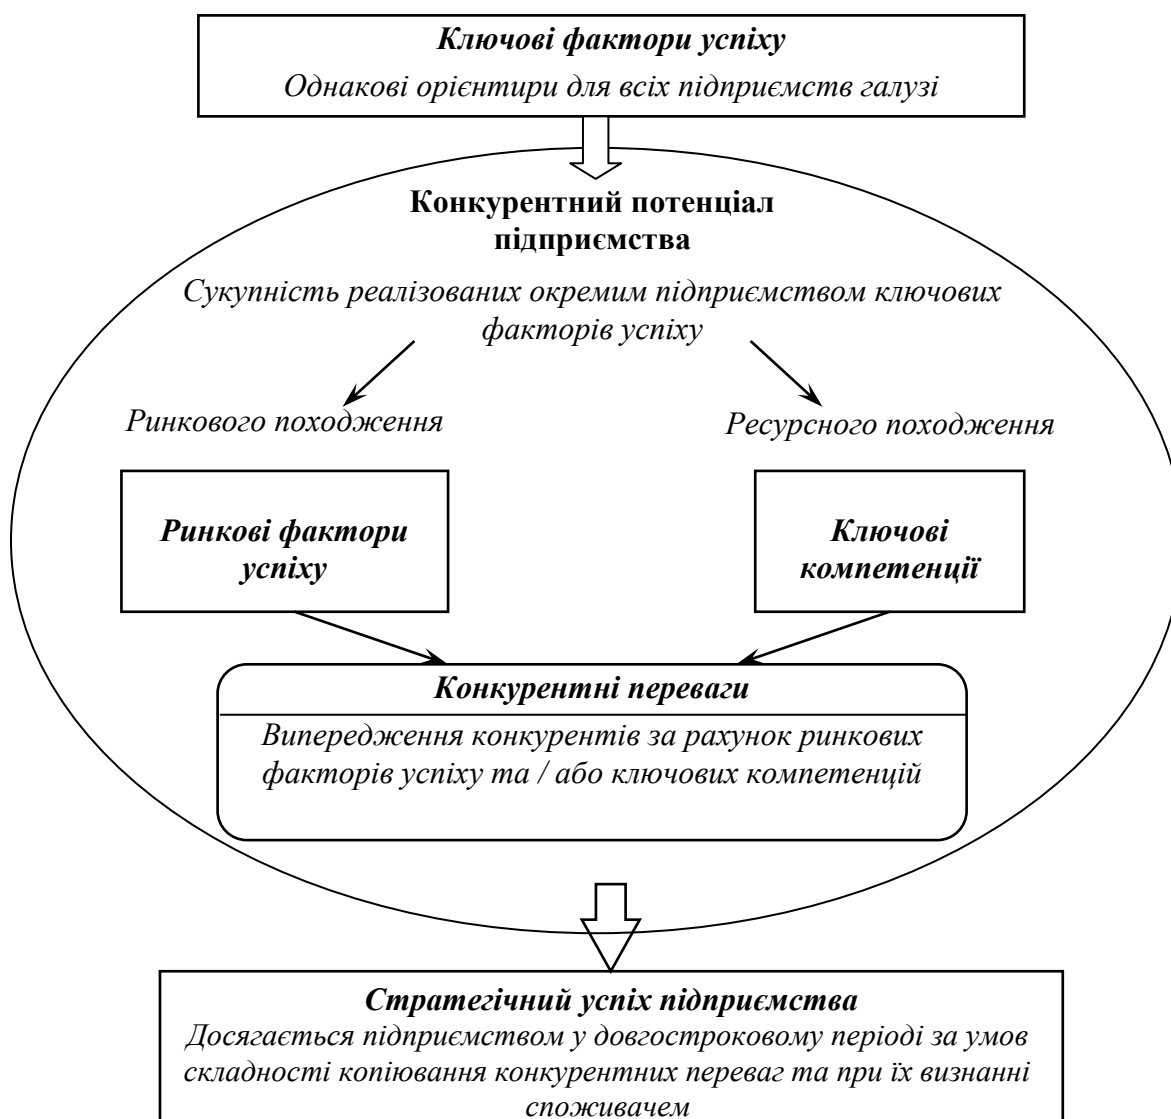 Ключові фактори успіху
Однакові орієнтири для всіх підприємств галузі
Конкурентний потенціал
підприємства
Сукупність реалізованих окремим підприємством ключових
факторів успіху
Ринкового походження
Ресурсного походження
Ринкові фактори
успіху
Ключові
компетенції
Конкурентні переваги
Випередження конкурентів за рахунок ринкових
факторів успіху та / або ключових компетенцій
Стратегічний успіх підприємства
Досягається підприємством у довгостроковому періоді за умов
складності копіювання конкурентних переваг та при їх визнанні
споживачем